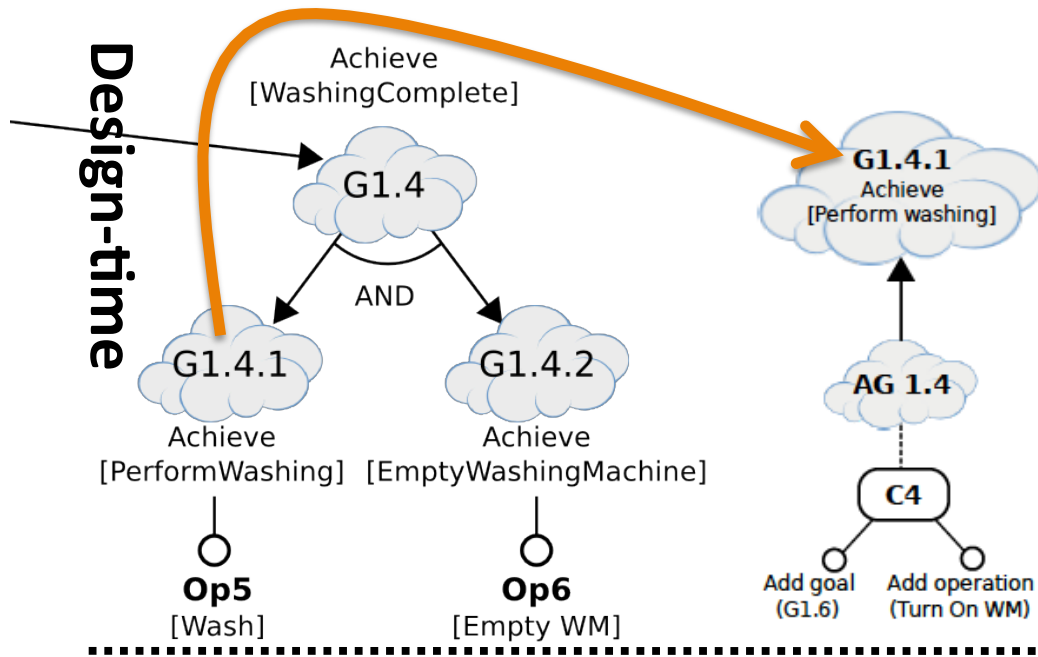 Design-time
Achieve
[WashingComplete]
G1.4
AND
G1.4.1
Achieve
[PerformWashing]
Op5
[Wash]
G1.4.2
Achieve
[EmptyWashingMachine]
Op6
[Empty WM]
G1.4.1
Achieve
[Perform washing]
AG 1.4
C4
Add goal
(G1.6)
Add operation
(Turn On WM)